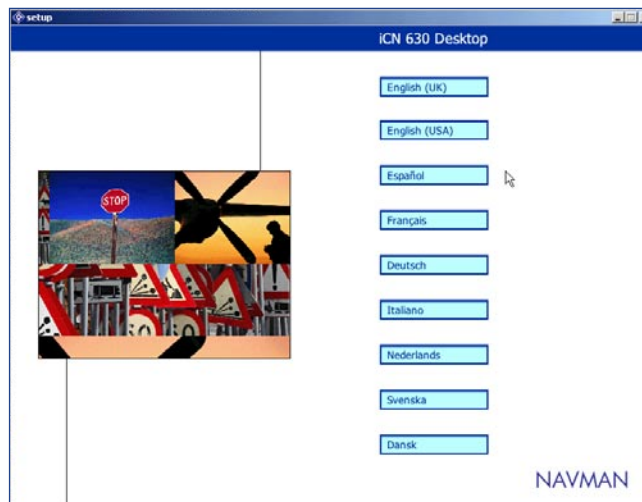 setup
iCN 630 Desktop
English (UK)
English (USA)
Español
Français
Deutsch
Italiano
Nederlands
Svenska
Dansk
STOP
NAVMAN